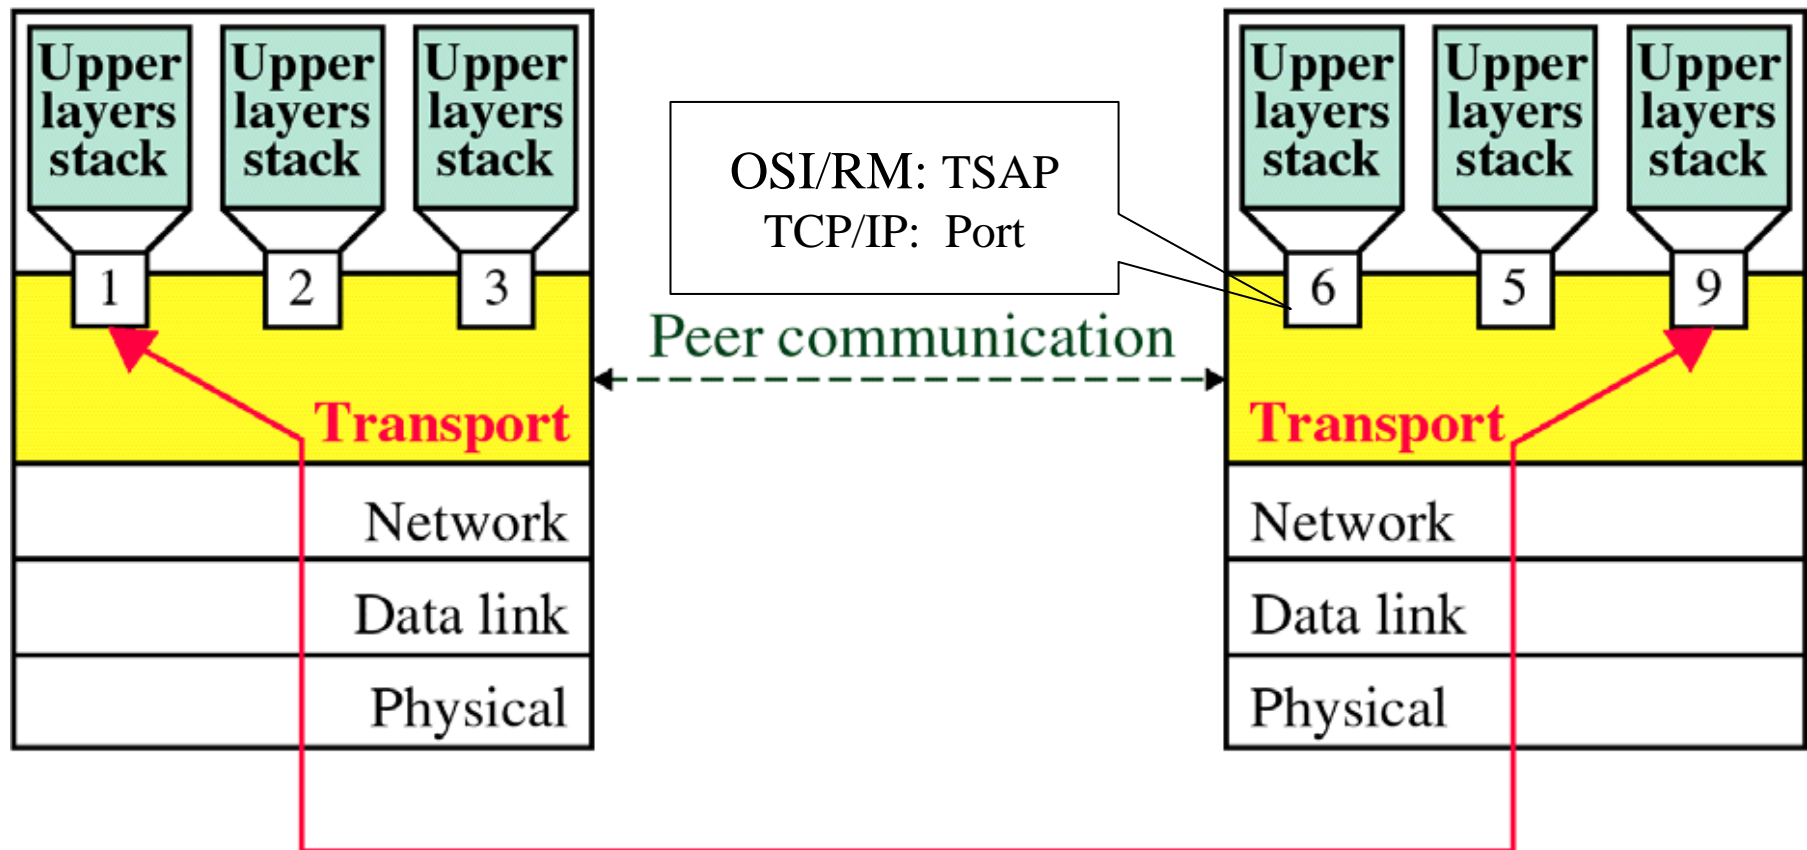 Upper
layers
stack
Upper
layers
stack
Upper
layers
stack
1
2
3
OSI/RM: TSAP
TCP/IP: Port
Peer communication
Upper
layers
stack
Upper
layers
stack
Upper
layers
stack
6
5
9
Transport
Network
Data link
Physical
Transport
Network
Data link
Physical